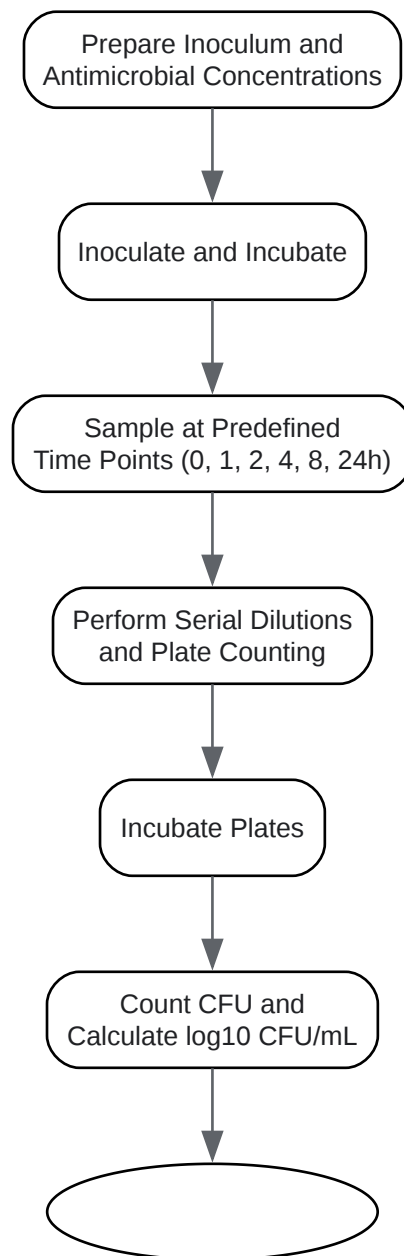 Prepare Inoculum and
Antimicrobial Concentrations
Inoculate and Incubate
Sample at Predefined
Time Points (0, 1, 2, 4, 8, 24h)
Perform Serial Dilutions
and Plate Counting
Incubate Plates
Count CFU and
Calculate log10 CFU/mL